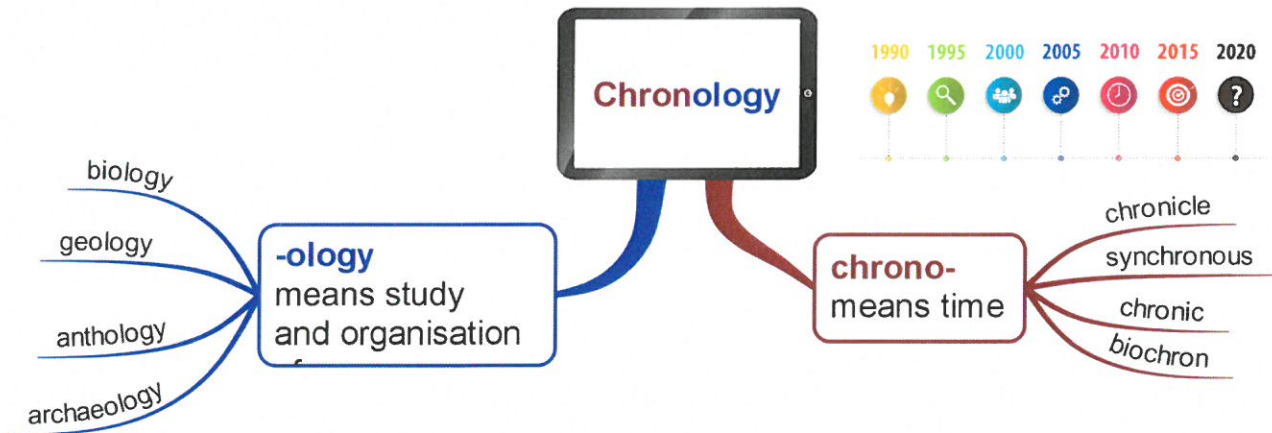 Chronology
1990 1995 2000 2005 2010 2015 2020
?
biology
geology
anthology
archaeology
-ology
means study
and organisation
chrono-
means time
chronicle
synchronous
chronic
biochron